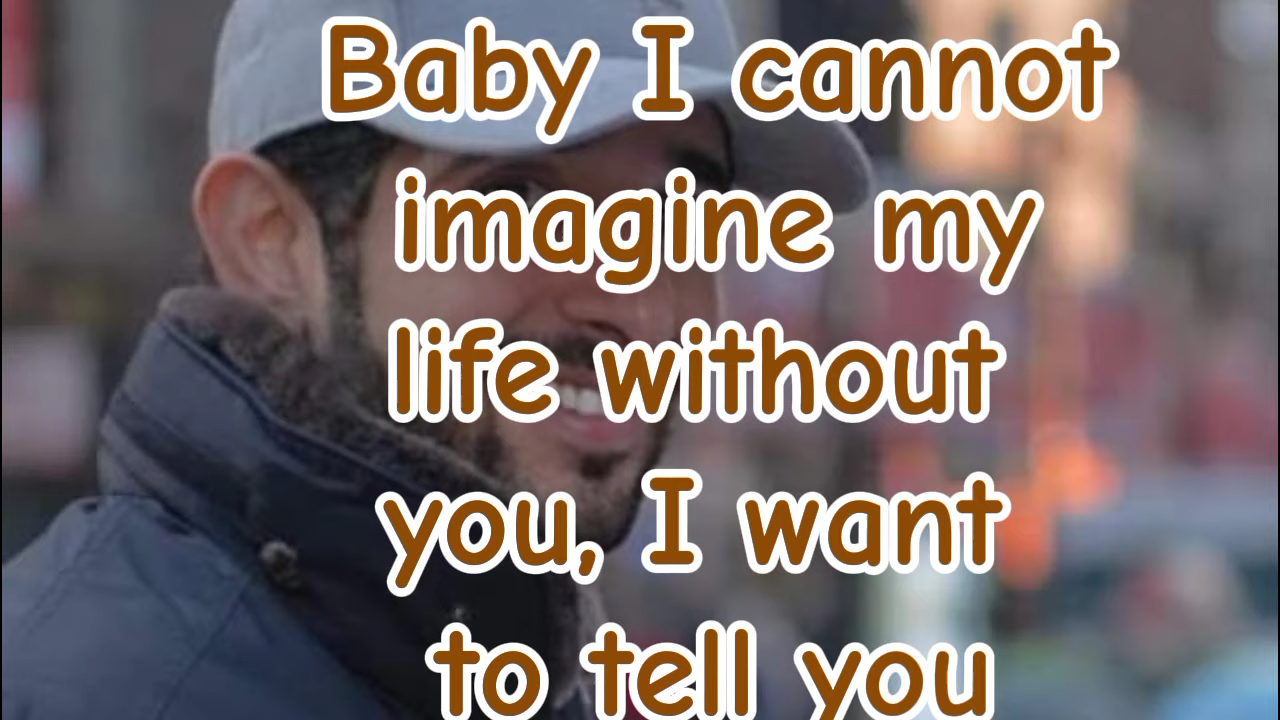 Baby I cannot
imagine my
life without
you, I want
to tell you